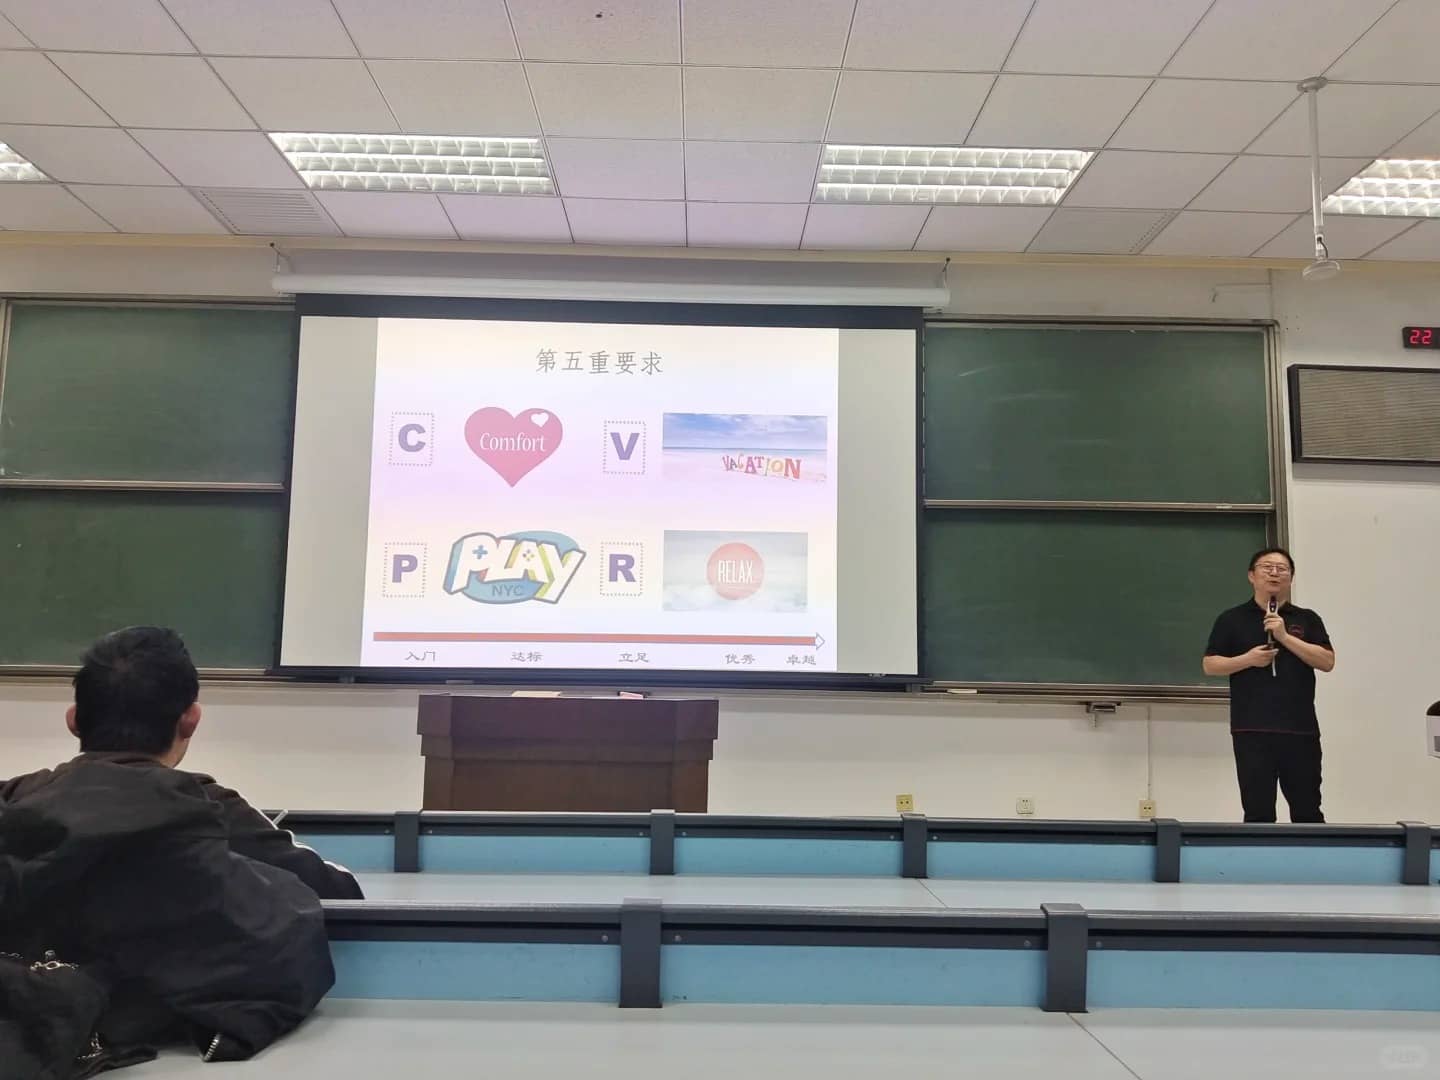 第五重要求
C Comfort V VACATION
P PLAY NYC R RELAX
入门 达标 立足 优秀 卓越
22